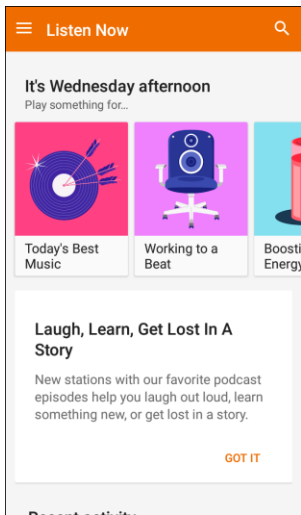 Listen Now
It's Wednesday afternoon
Play something for...
Today's Best
Music
Working to a
Beat
Boosti
Energy
Laugh, Learn, Get Lost In A
Story
New stations with our favorite podcast
episodes help you laugh out loud, learn
something new, or get lost in a story.
GOT IT
Recent activity